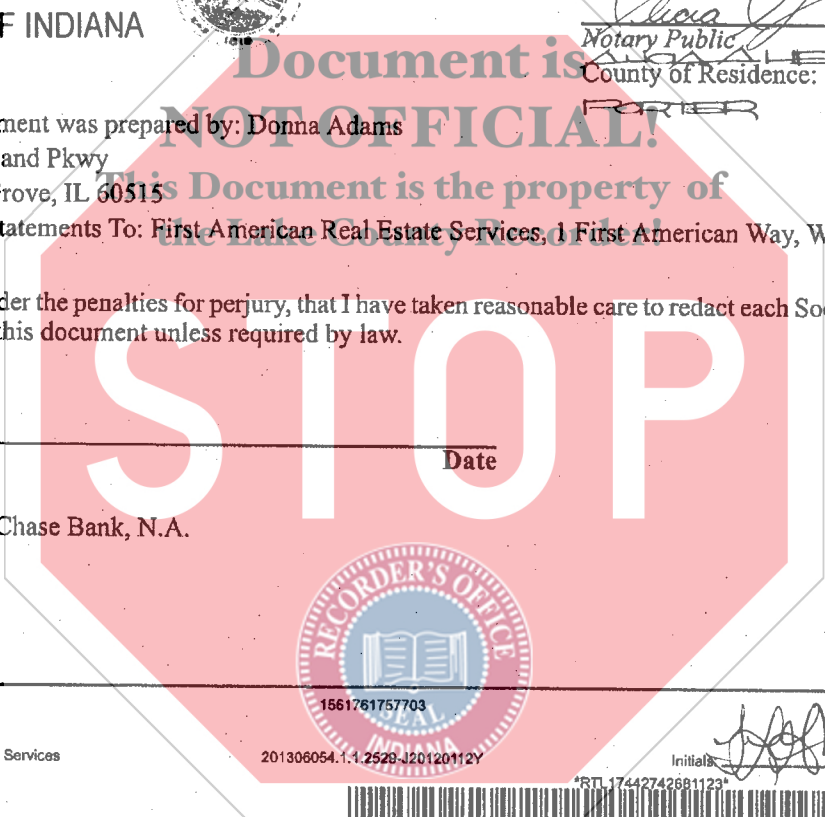 F INDIANA
1816
Notary Public
County of Residence:
PORTER
Document is
NOT OFFICIAL!
This Document is the property of
the Lake County Recorder!
ment was prepared by: Donna Adams
and Pkwy
rove, IL 60515
tatements To: First American Real Estate Services, 1 First American Way, W
der the penalties for perjury, that I have taken reasonable care to redact each So
this document unless required by law.
STOP
Date
Chase Bank, N.A.
RECORDER'S OFFICE
SEAL
INDIANA
1561761757703
Services
201306054.1.1.2529-J20120112Y
Initials:
*RTL17442742681123*